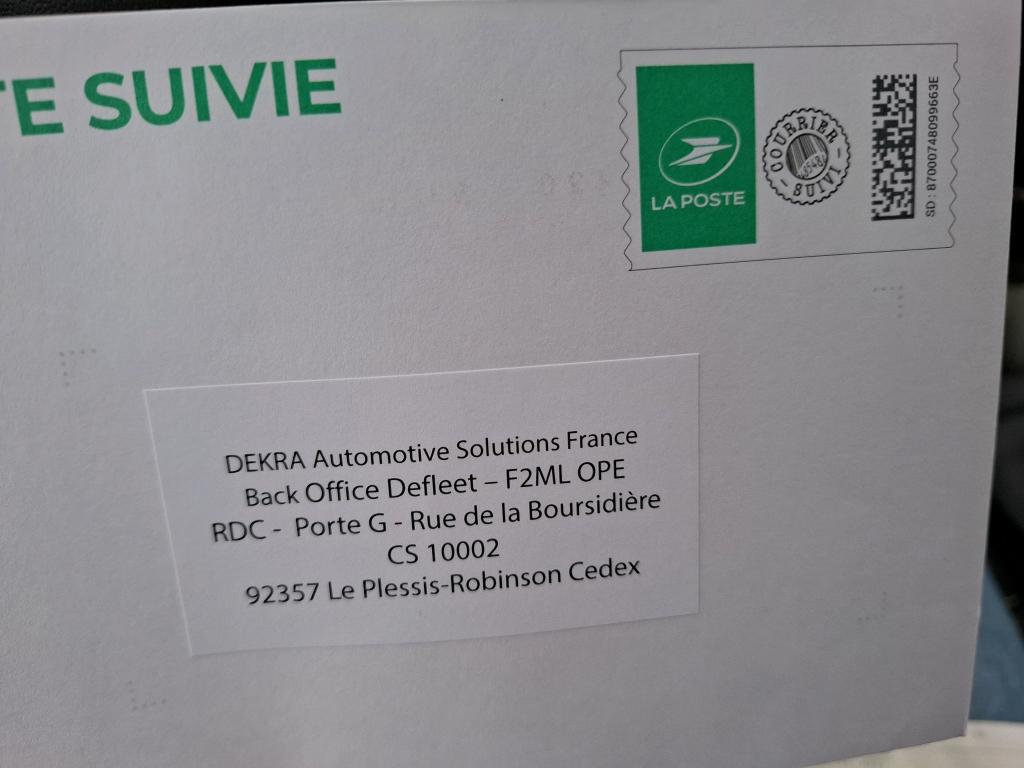 TE SUIVIE
LA POSTE
COURRIER
SUIVI
SD : 87000748099663E
DEKRA Automotive Solutions France
Back Office Defleet – F2ML OPE
RDC - Porte G - Rue de la Boursidière
CS 10002
92357 Le Plessis-Robinson Cedex